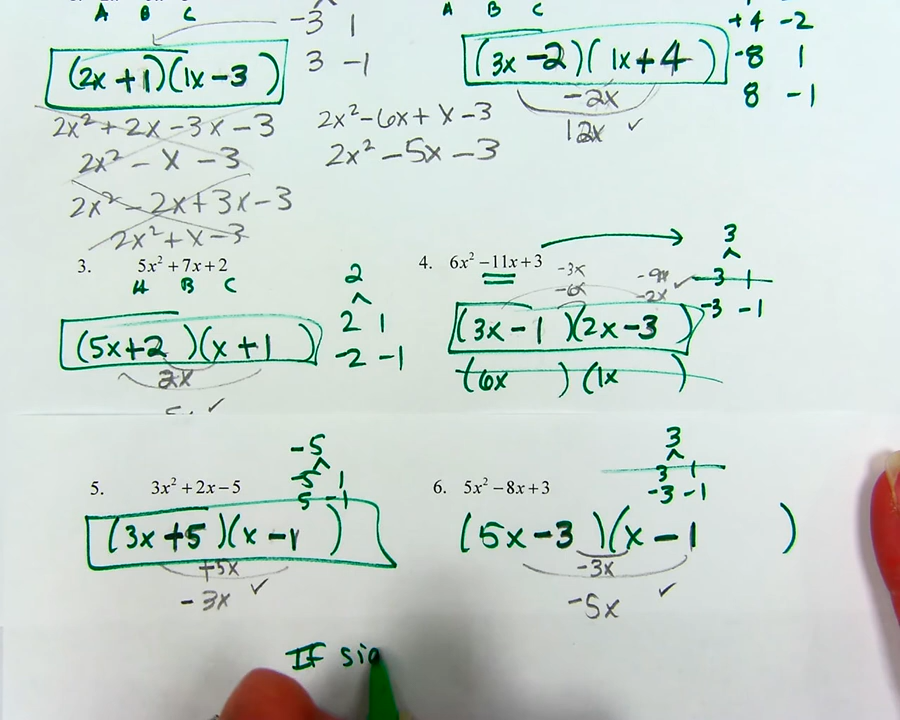 A B C
-3 1
A B C
+4 -2
(2x + 1)(1x - 3)
3 -1
(3x - 2)(1x + 4)
-8 1
-2x
8 -1
12x ✓
2x² + 2x - 3x - 3
2x² - 6x + x - 3
2x² - x - 3
2x² - 5x - 3
2x² - 2x + 3x - 3
2x² + x - 3
3. 5x² + 7x + 2
A B C
2
^
2 1
-2 -1
(5x + 2)(x + 1)
2x
✓
4. 6x² - 11x + 3
3
^
3 1
-3 -1
-3x
-6x
-9x
-2x ✓
(3x - 1)(2x - 3)
(6x )(1x )
5. 3x² + 2x - 5
-5
^
-5 1
5 -1
(3x + 5)(x - 1)
+5x
-3x ✓
6. 5x² - 8x + 3
3
^
3 1
-3 -1
(5x - 3)(x - 1 )
-3x
-5x ✓
If sig